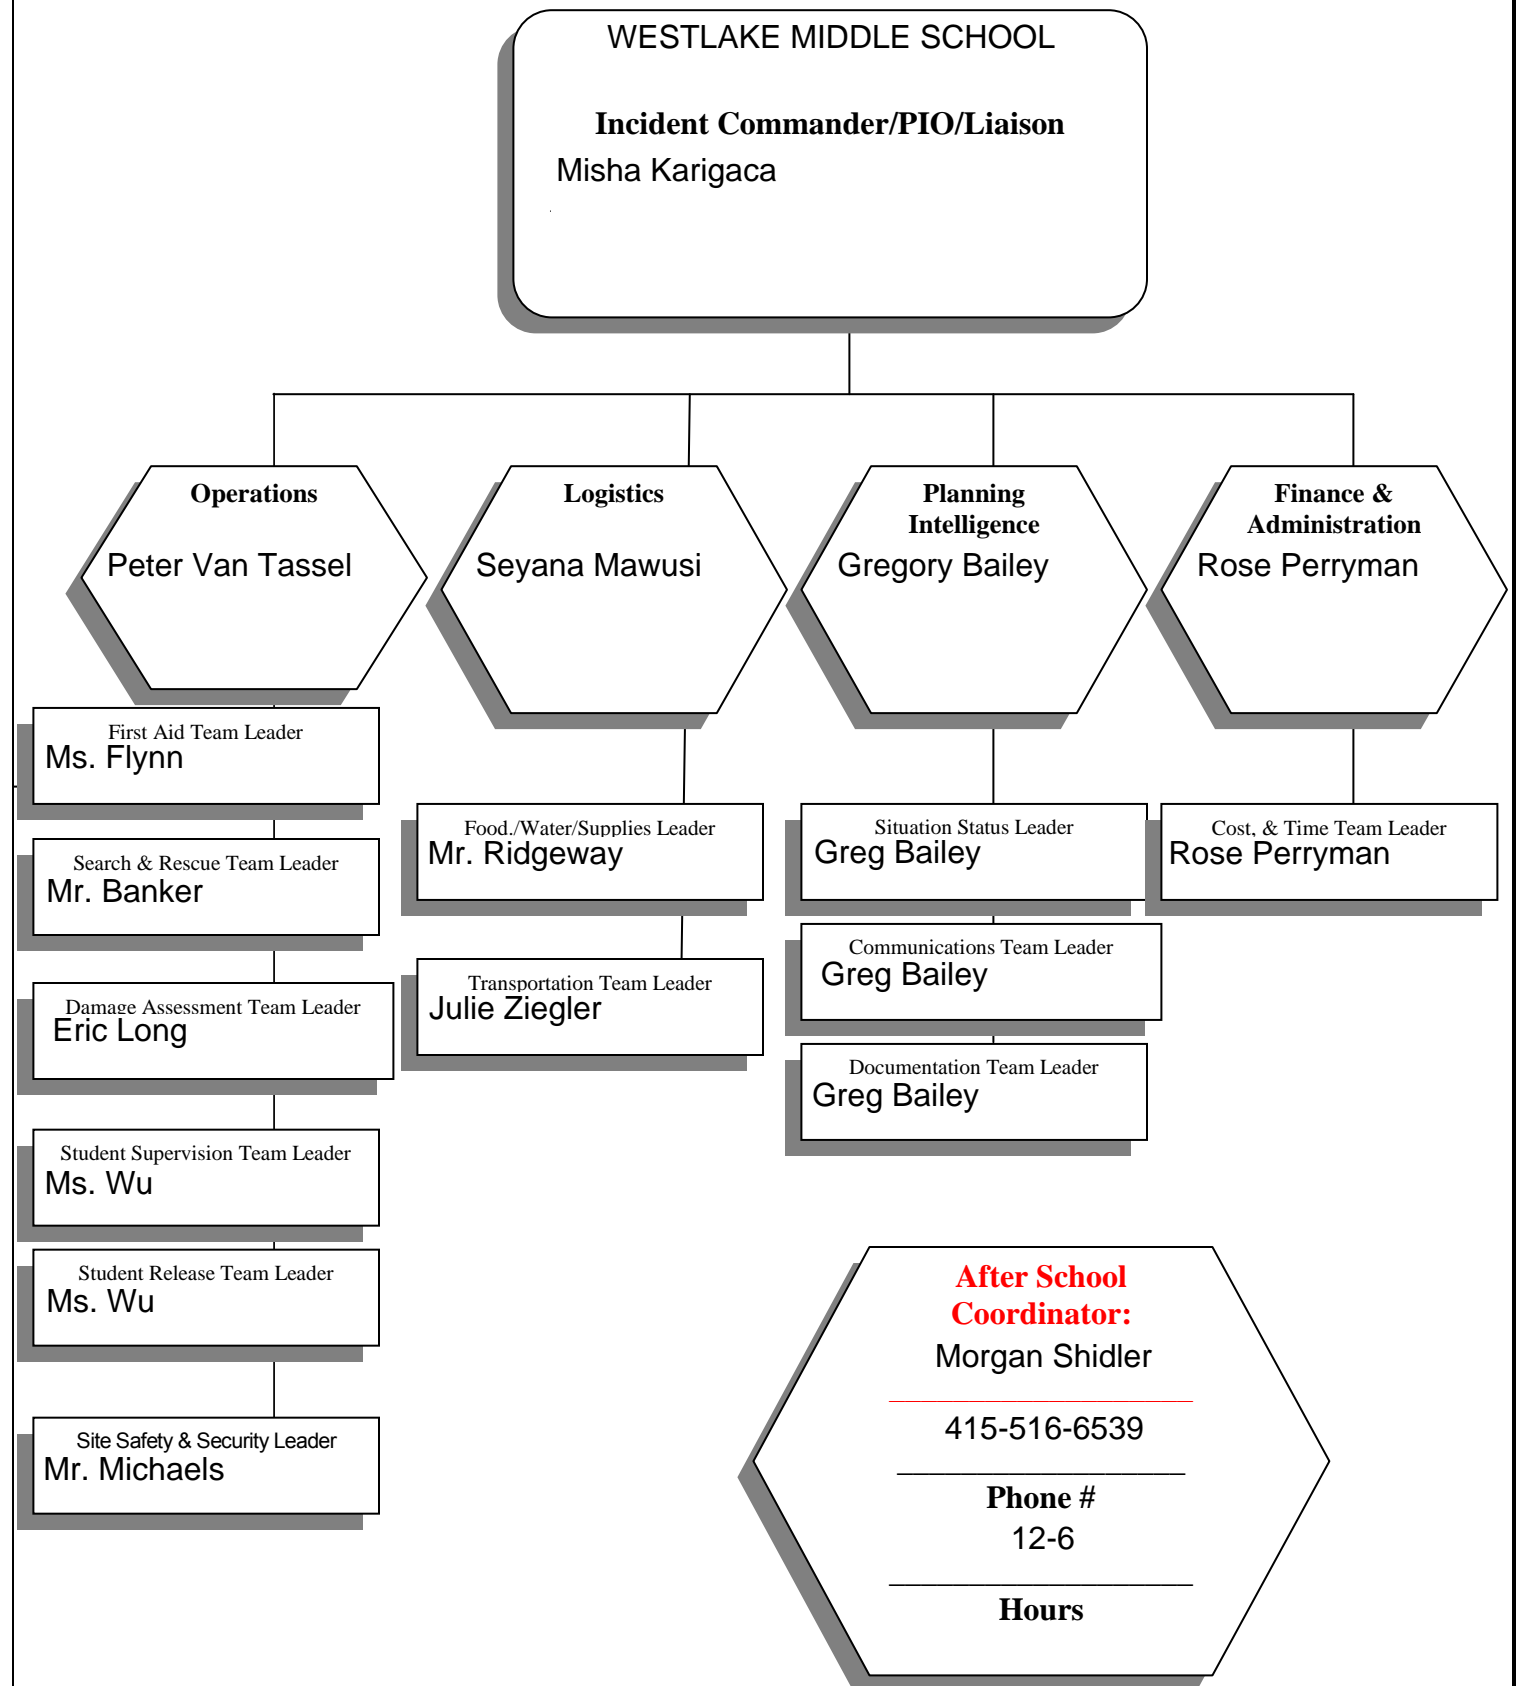 WESTLAKE MIDDLE SCHOOL
Incident Commander/PIO/Liaison
Misha Karigaca
Operations
Peter Van Tassel
Logistics
Seyana Mawusi
Planning
Intelligence
Gregory Bailey
Finance &
Administration
Rose Perryman
First Aid Team Leader
Ms. Flynn
Search & Rescue Team Leader
Mr. Banker
Damage Assessment Team Leader
Eric Long
Student Supervision Team Leader
Ms. Wu
Student Release Team Leader
Ms. Wu
Site Safety & Security Leader
Mr. Michaels
Food./Water/Supplies Leader
Mr. Ridgeway
Transportation Team Leader
Julie Ziegler
Situation Status Leader
Greg Bailey
Communications Team Leader
Greg Bailey
Documentation Team Leader
Greg Bailey
Cost, & Time Team Leader
Rose Perryman
After School
Coordinator:
Morgan Shidler
415-516-6539
Phone #
12-6
Hours